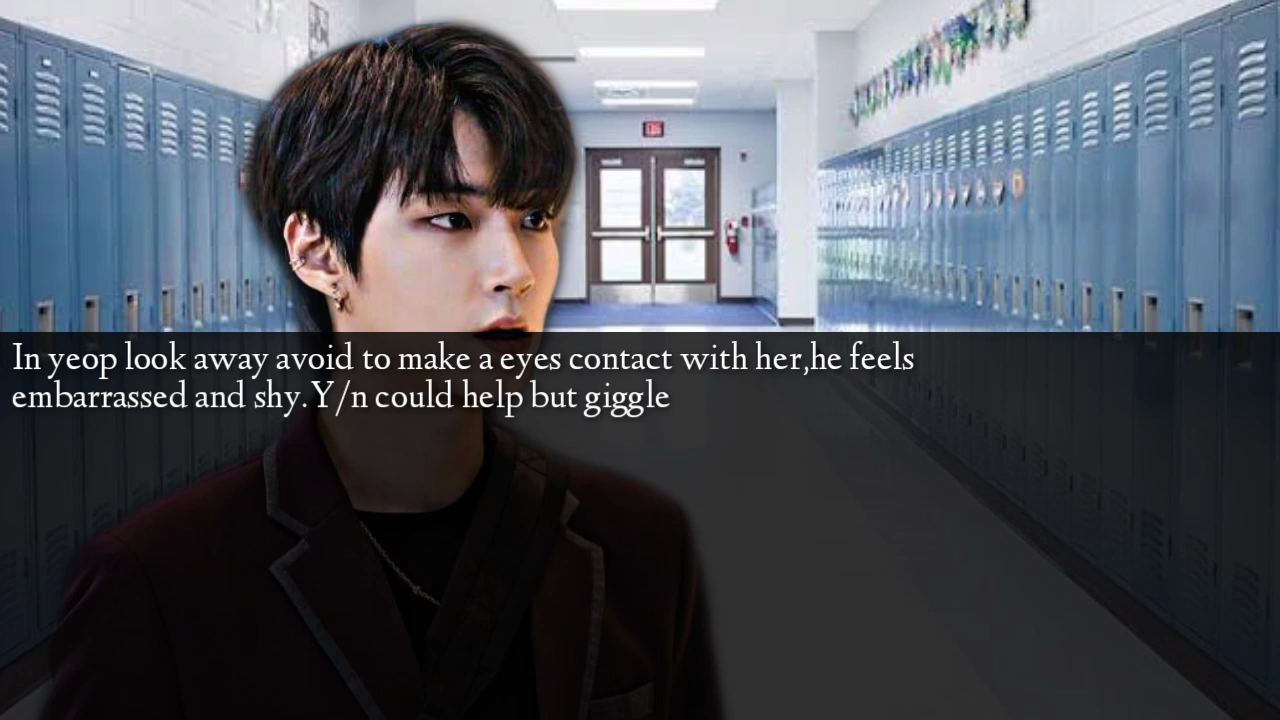 In yeop look away avoid to make a eyes contact with her,he feels
embarrassed and shy.Y/n could help but giggle